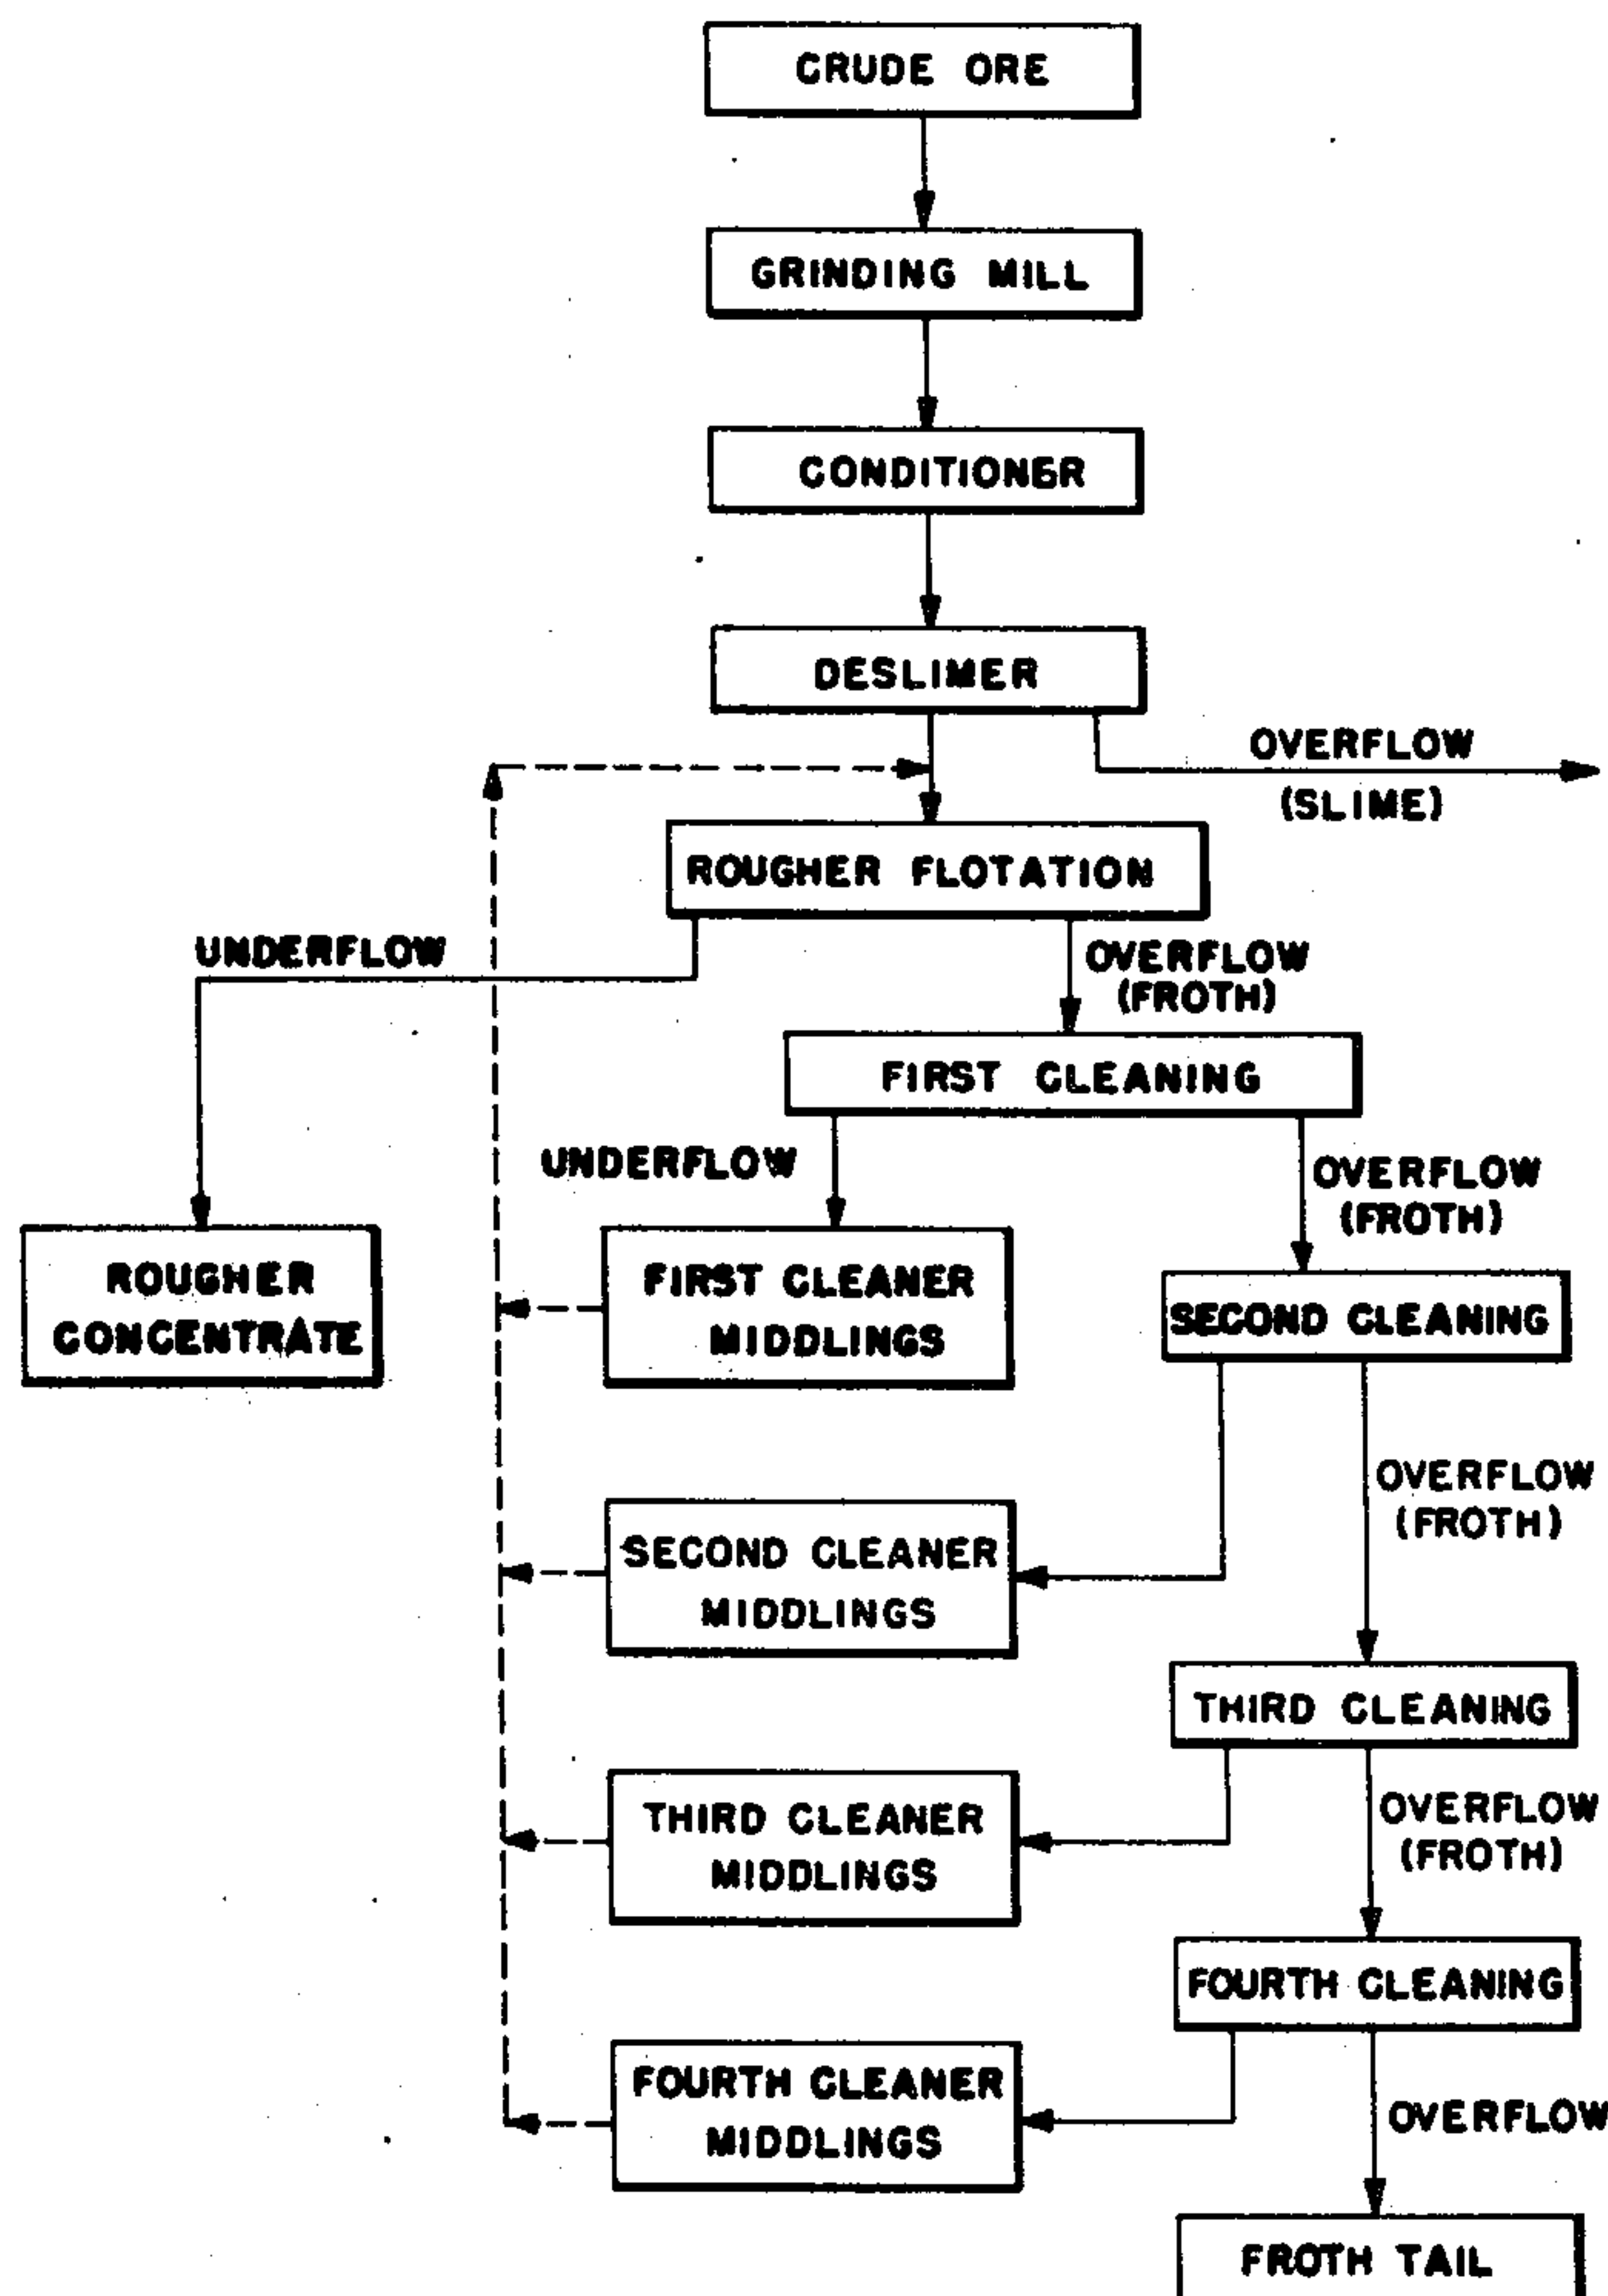 CRUDE ORE
GRINDING MILL
CONDITIONER
DESLIMER
OVERFLOW
(SLIME)
ROUGHER FLOTATION
UNDERFLOW
OVERFLOW
(FROTH)
FIRST CLEANING
UNDERFLOW
OVERFLOW
(FROTH)
ROUGHER
CONCENTRATE
FIRST CLEANER
MIDDLINGS
SECOND CLEANING
OVERFLOW
(FROTH)
SECOND CLEANER
MIDDLINGS
THIRD CLEANING
THIRD CLEANER
MIDDLINGS
OVERFLOW
(FROTH)
FOURTH CLEANING
FOURTH CLEANER
MIDDLINGS
OVERFLOW
FROTH TAIL